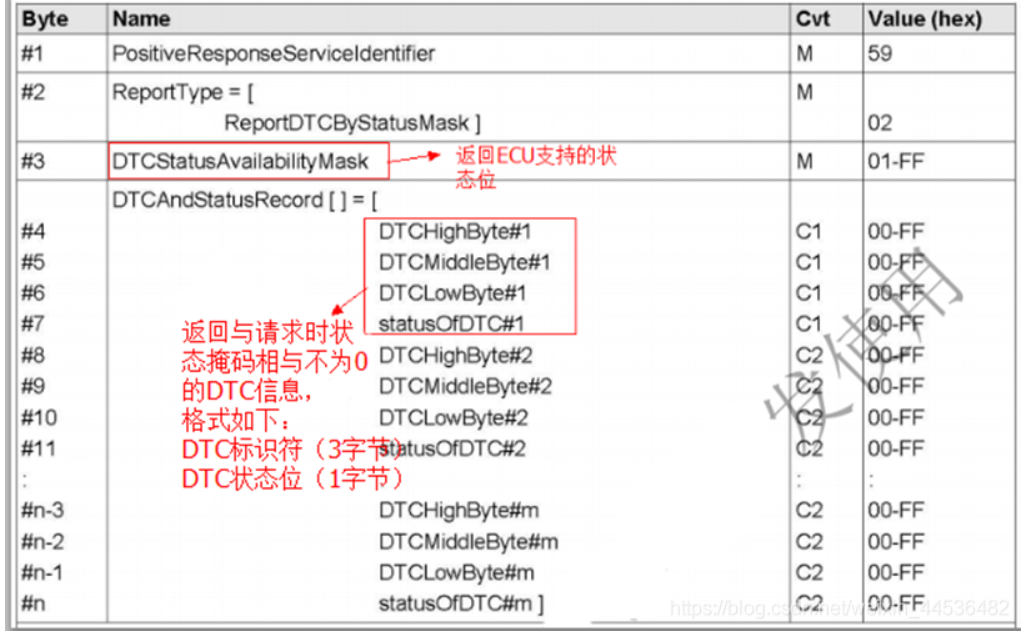 Byte Name Cvt Value (hex)
#1 PositiveResponseServiceIdentifier M 59
#2 ReportType = [ M
ReportDTCByStatusMask ] 02
#3 DTCStatusAvailabilityMask M 01-FF
返回ECU支持的状
态位
DTCAndStatusRecord [ ] = [
#4 DTCHighByte#1 C1 00-FF
#5 DTCMiddleByte#1 C1 00-FF
#6 DTCLowByte#1 C1 00-FF
#7 statusOfDTC#1 C1 00-FF
返回与请求时状
态掩码相与不为0
的DTC信息，
格式如下：
DTC标识符（3字节）
DTC状态位（1字节）
#8 DTCHighByte#2 C2 00-FF
#9 DTCMiddleByte#2 C2 00-FF
#10 DTCLowByte#2 C2 00-FF
#11 statusOfDTC#2 C2 00-FF
: : :
#n-3 DTCHighByte#m C2 00-FF
#n-2 DTCMiddleByte#m C2 00-FF
#n-1 DTCLowByte#m C2 00-FF
#n statusOfDTC#m ] C2 00-FF
发使用